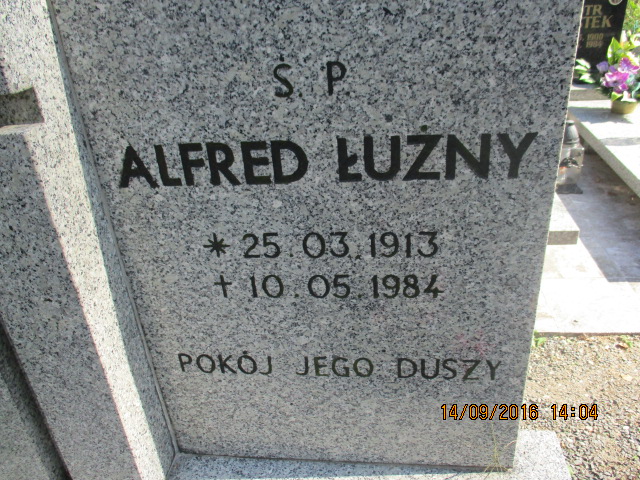 Ś P
ALFRED ŁUŻNY
* 25 . 03 . 1913
† 10 . 05 . 1984
POKÓJ JEGO DUSZY
14/09/2016 14:04